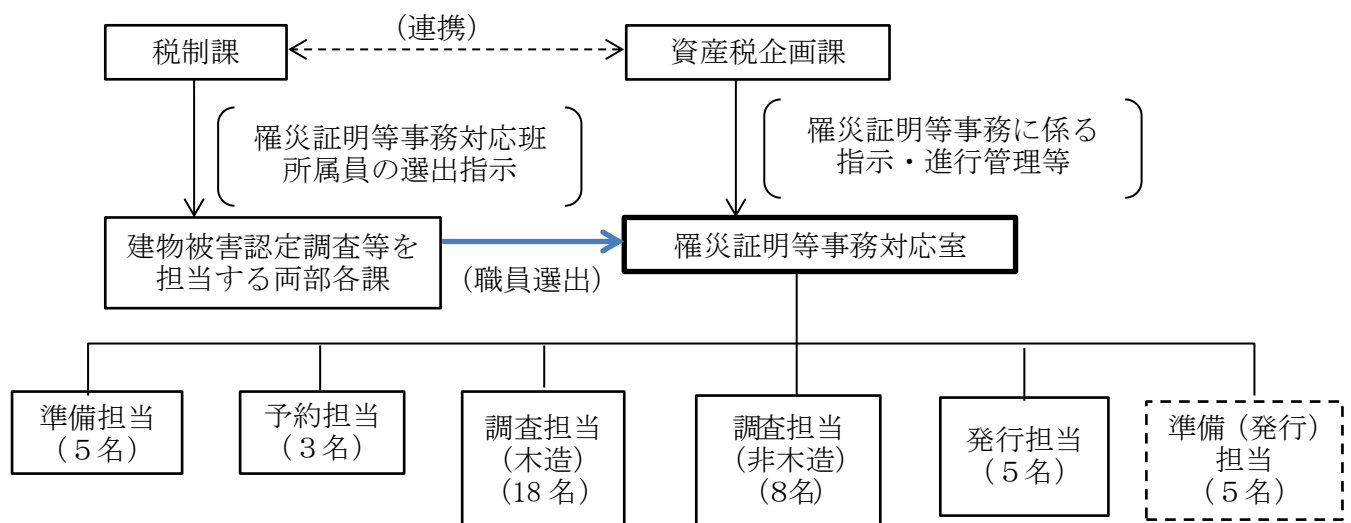 税制課
(連携)
資産税企画課
罹災証明等事務対応班
所属員の選出指示
罹災証明等事務に係る
指示・進行管理等
建物被害認定調査等を
担当する両部各課
(職員選出)
罹災証明等事務対応室
準備担当
(5名)
予約担当
(3名)
調査担当
(木造)
(18名)
調査担当
(非木造)
(8名)
発行担当
(5名)
準備(発行)
担当
(5名)